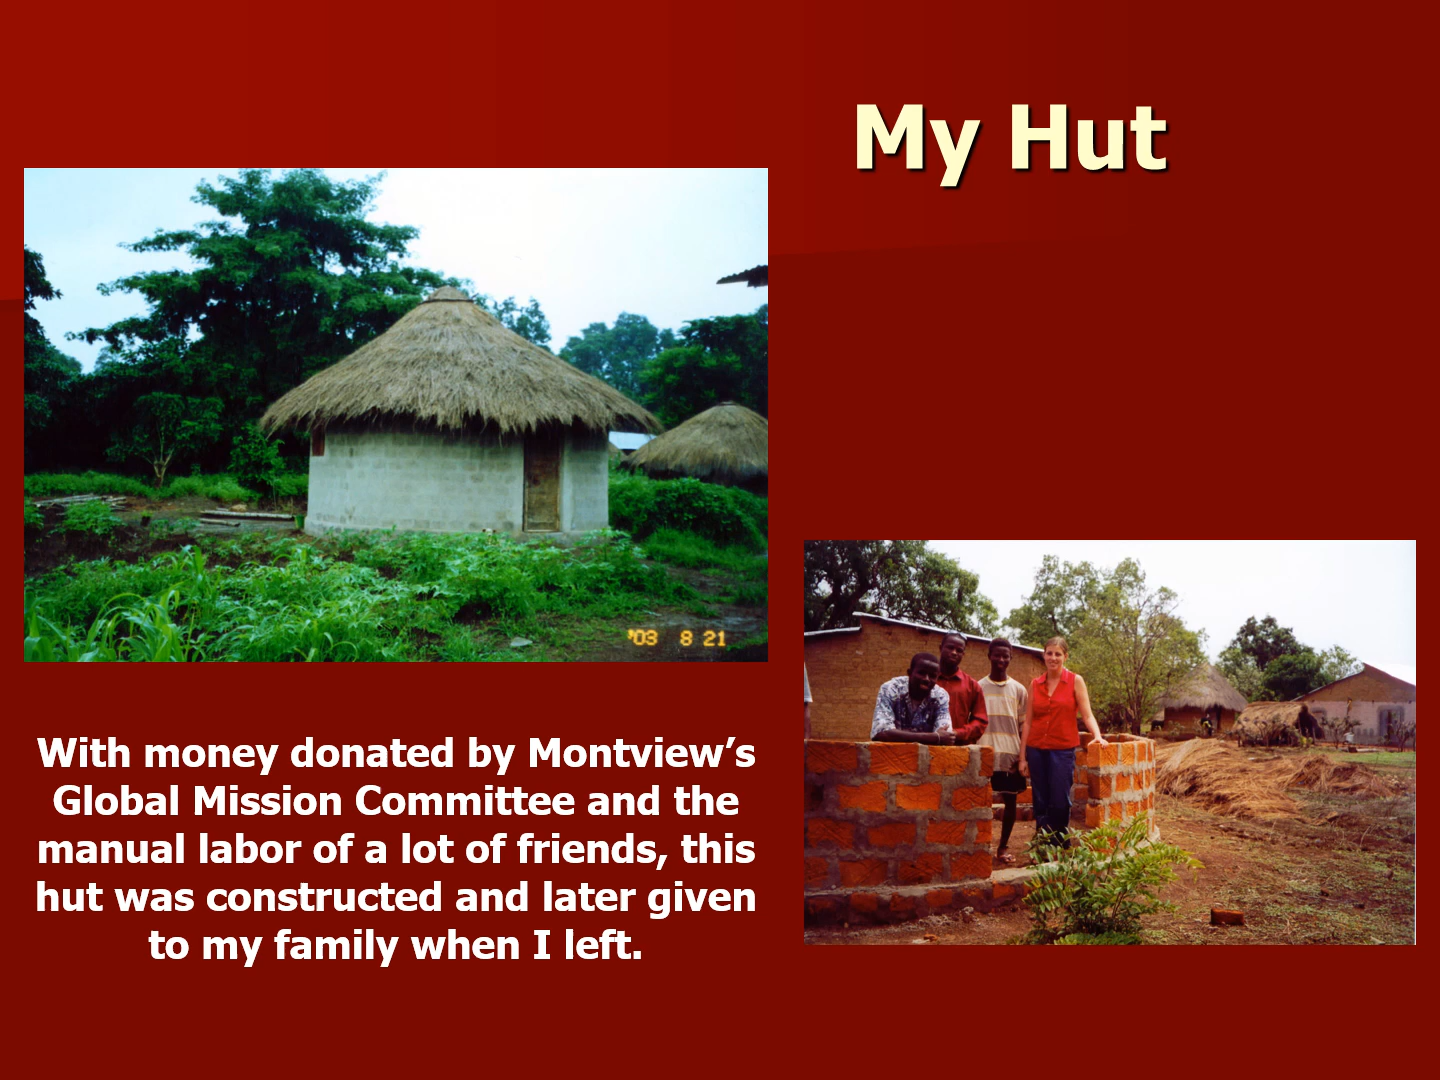 My Hut
'03 8 21
With money donated by Montview’s
Global Mission Committee and the
manual labor of a lot of friends, this
hut was constructed and later given
to my family when I left.